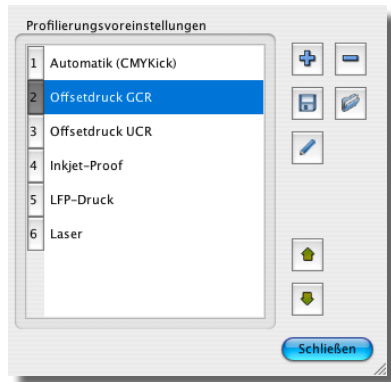 Profilierungsvoreinstellungen
1 Automatik (CMYKick)
2 Offsetdruck GCR
3 Offsetdruck UCR
4 Inkjet-Proof
5 LFP-Druck
6 Laser
Schließen